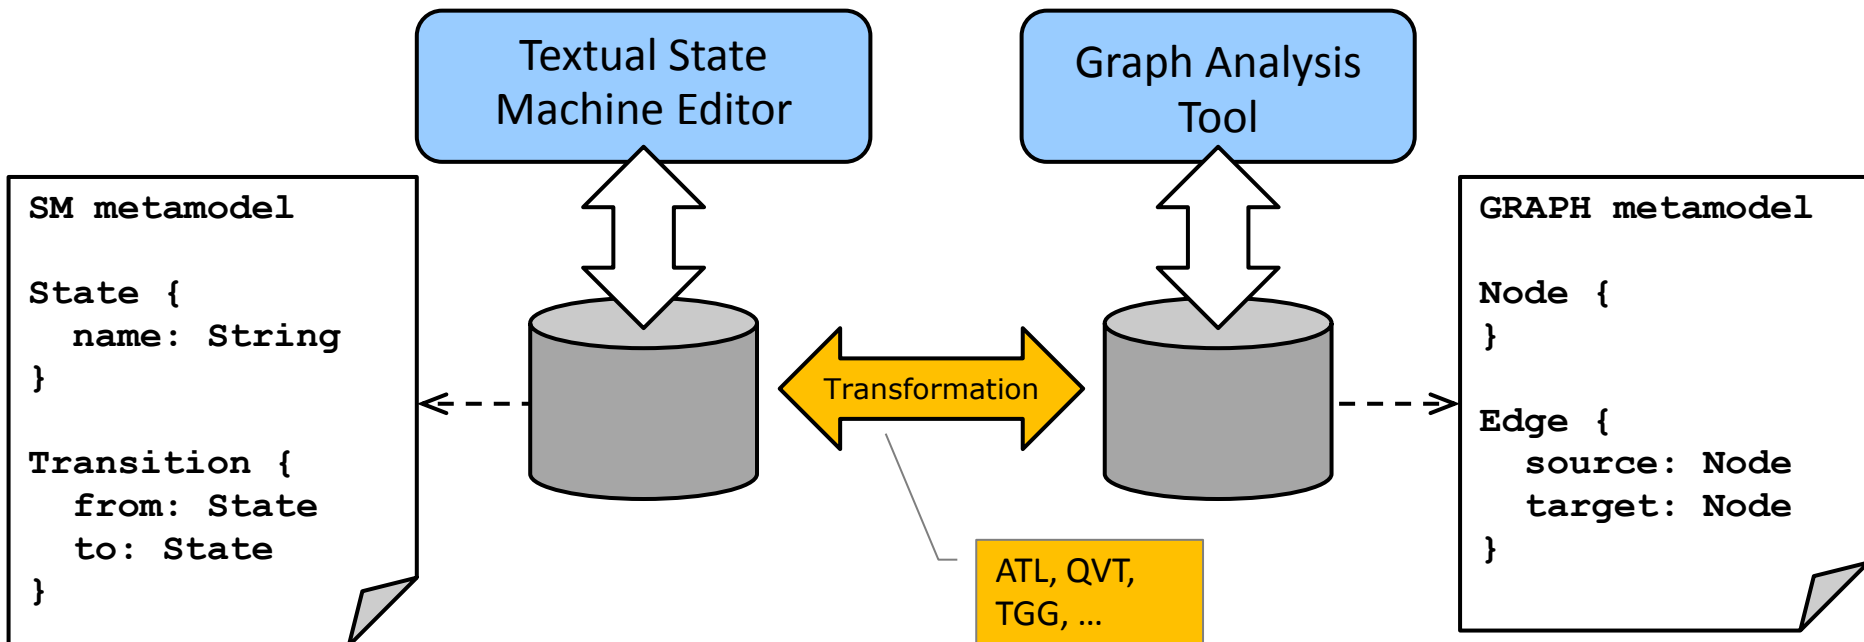 Textual State
Machine Editor
Graph Analysis
Tool
SM metamodel
State {
name: String
}
Transition {
from: State
to: State
}
Transformation
ATL, QVT,
TGG, ...
GRAPH metamodel
Node {
}
Edge {
source: Node
target: Node
}